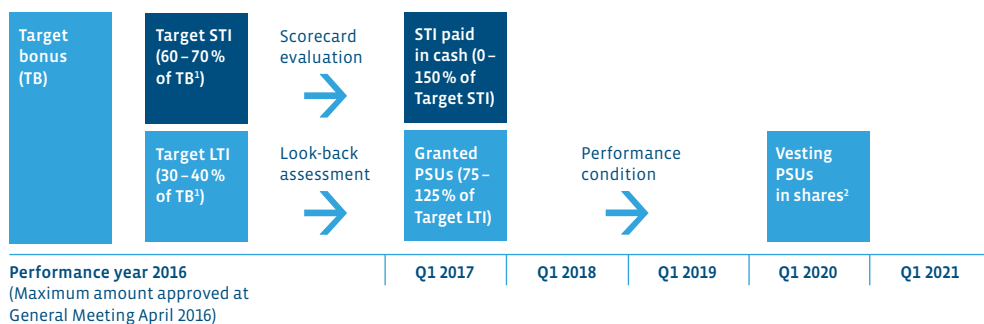 Target
bonus
(TB)
Target STI
(60 – 70 %
of TB¹)
Scorecard
evaluation
STI paid
in cash (0 –
150 % of
Target STI)
Target LTI
(30 – 40 %
of TB¹)
Look-back
assessment
Granted
PSUs (75 –
125 % of
Target LTI)
Performance
condition
Vesting
PSUs
in shares²
Performance year 2016
(Maximum amount approved at
General Meeting April 2016)
Q1 2017
Q1 2018
Q1 2019
Q1 2020
Q1 2021